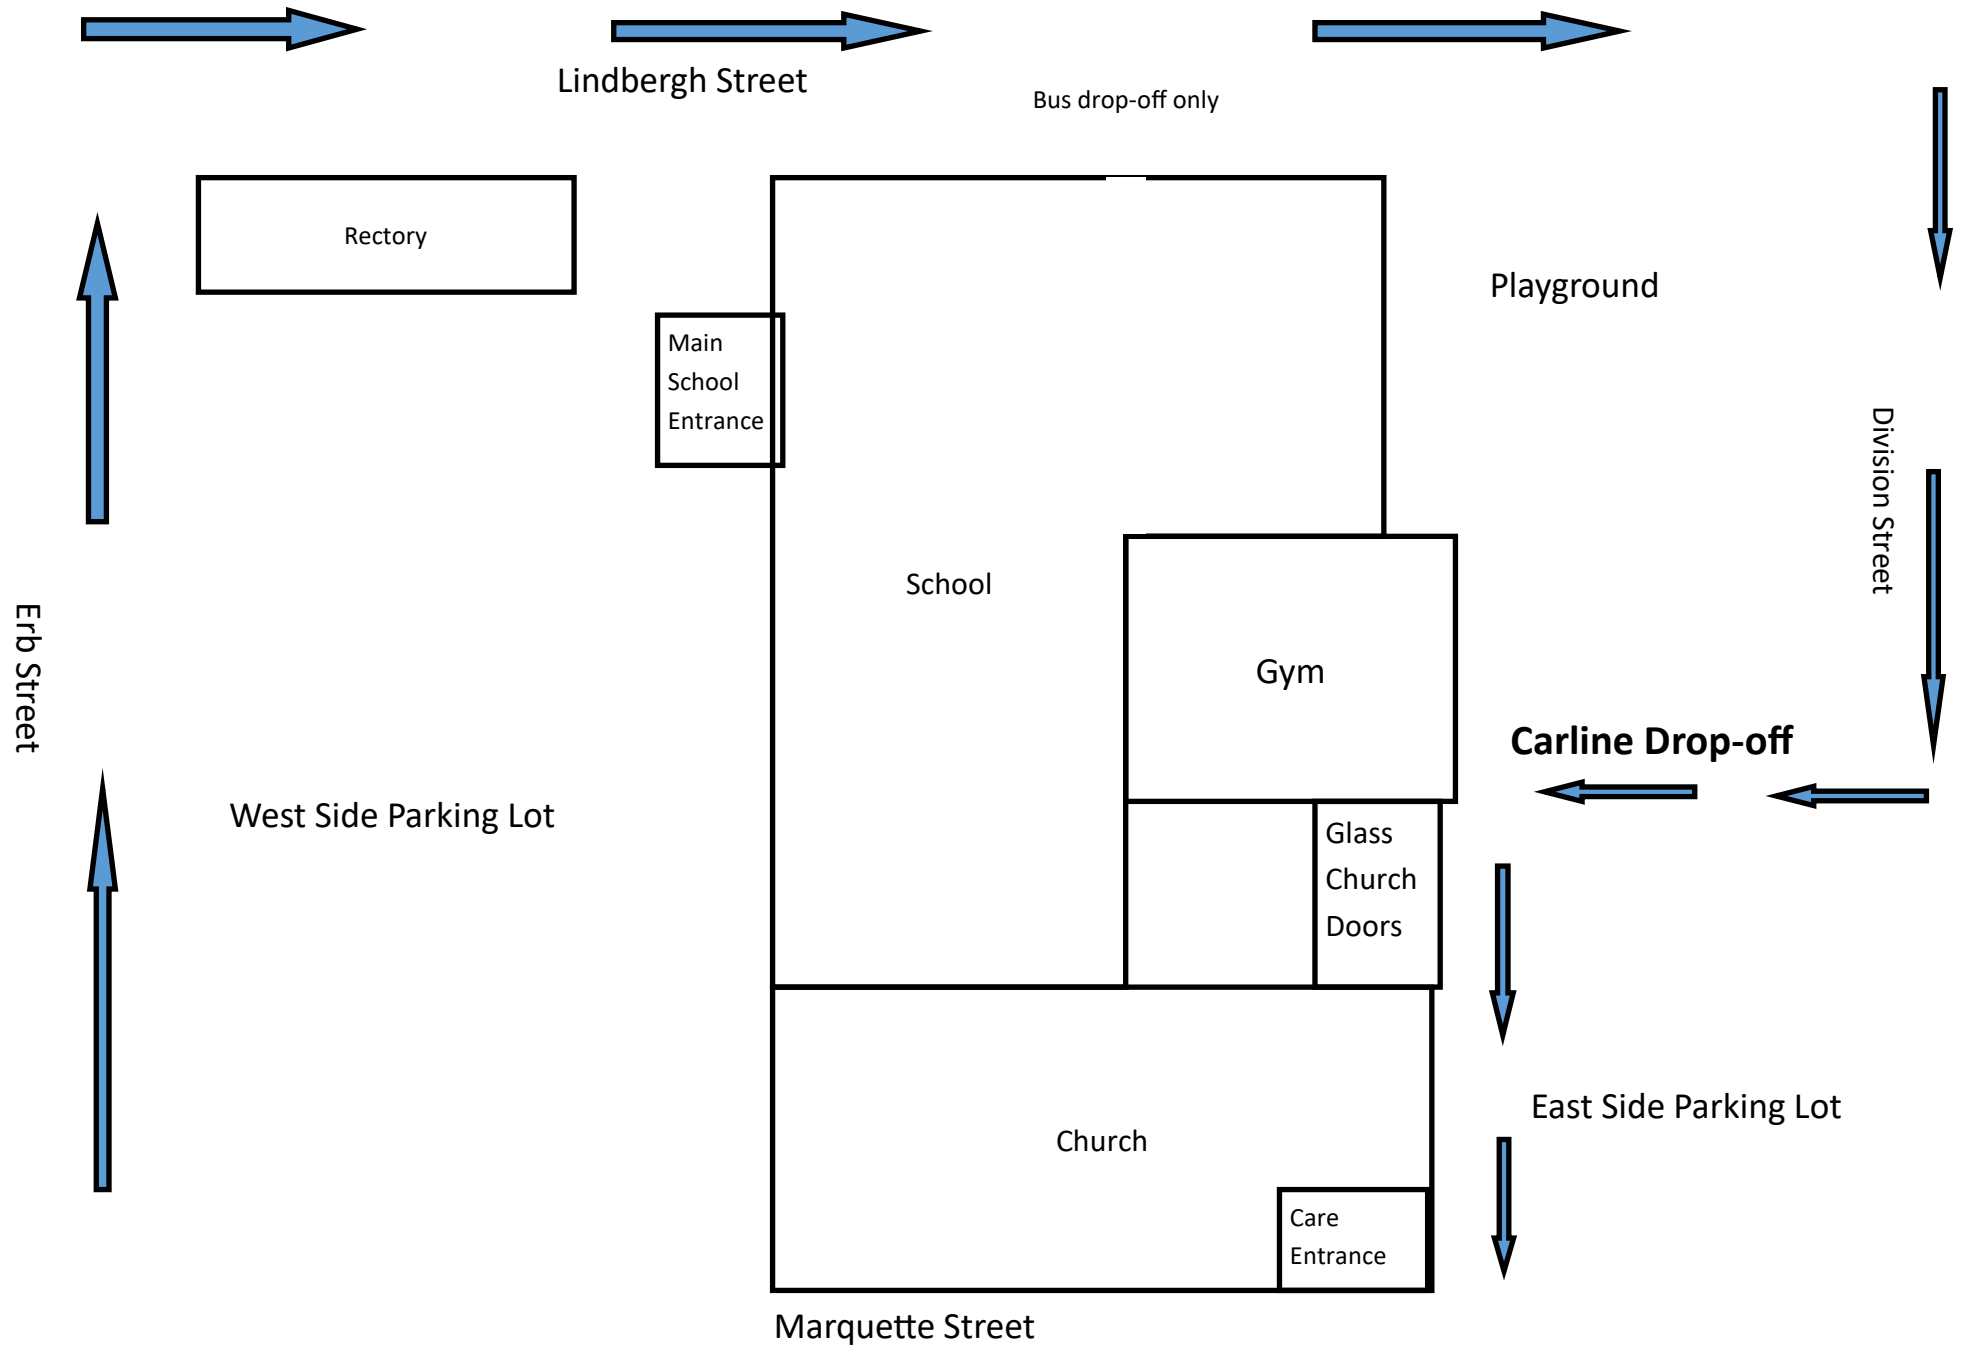 Lindbergh Street
Bus drop-off only
Rectory
Playground
Main
School
Entrance
Division Street
School
Erb Street
Gym
Carline Drop-off
West Side Parking Lot
Glass
Church
Doors
East Side Parking Lot
Church
Care
Entrance
Marquette Street